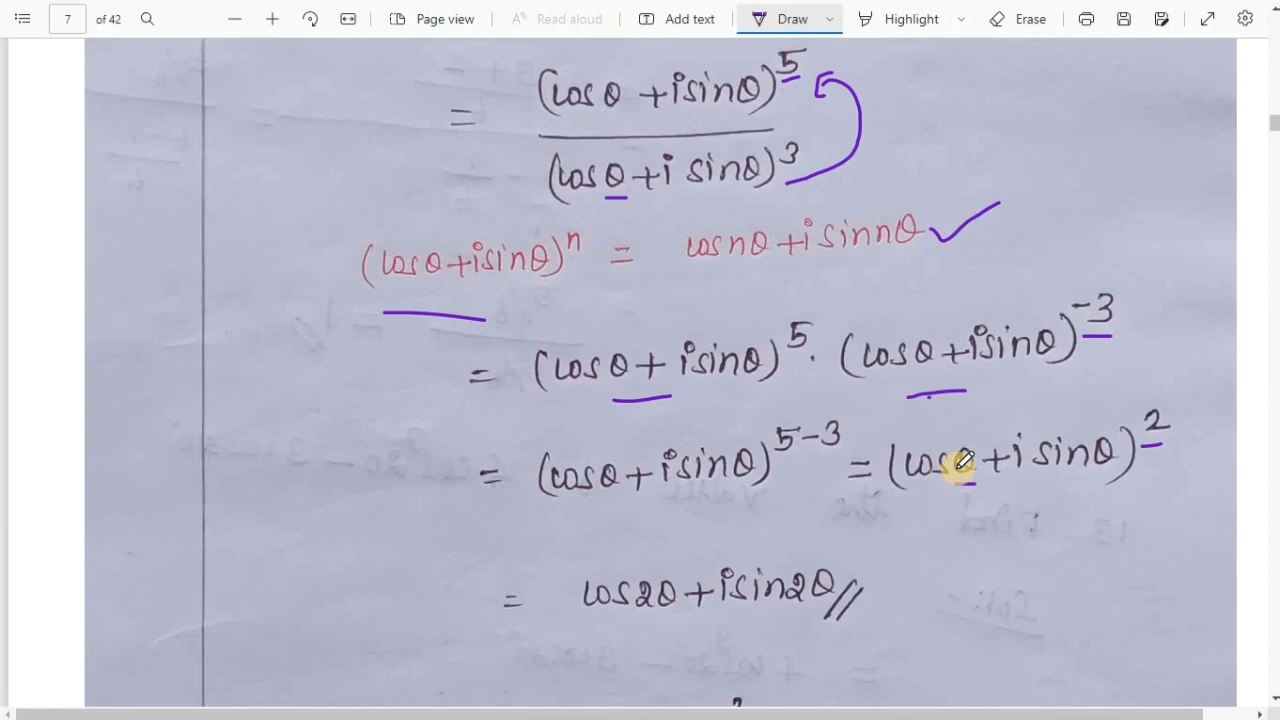 7 of 42 Page view Read aloud Add text Draw Highlight Erase
= (cosθ + isinθ)^5
(cosθ + i sinθ)^3
(cosθ+isinθ)^n = cosnθ+isinnθ
= (cosθ + isinθ)^5 . (cosθ+isinθ)^-3
= (cosθ+isinθ)^5-3 = (cosθ+i sinθ)^2
= cos2θ+isin2θ//